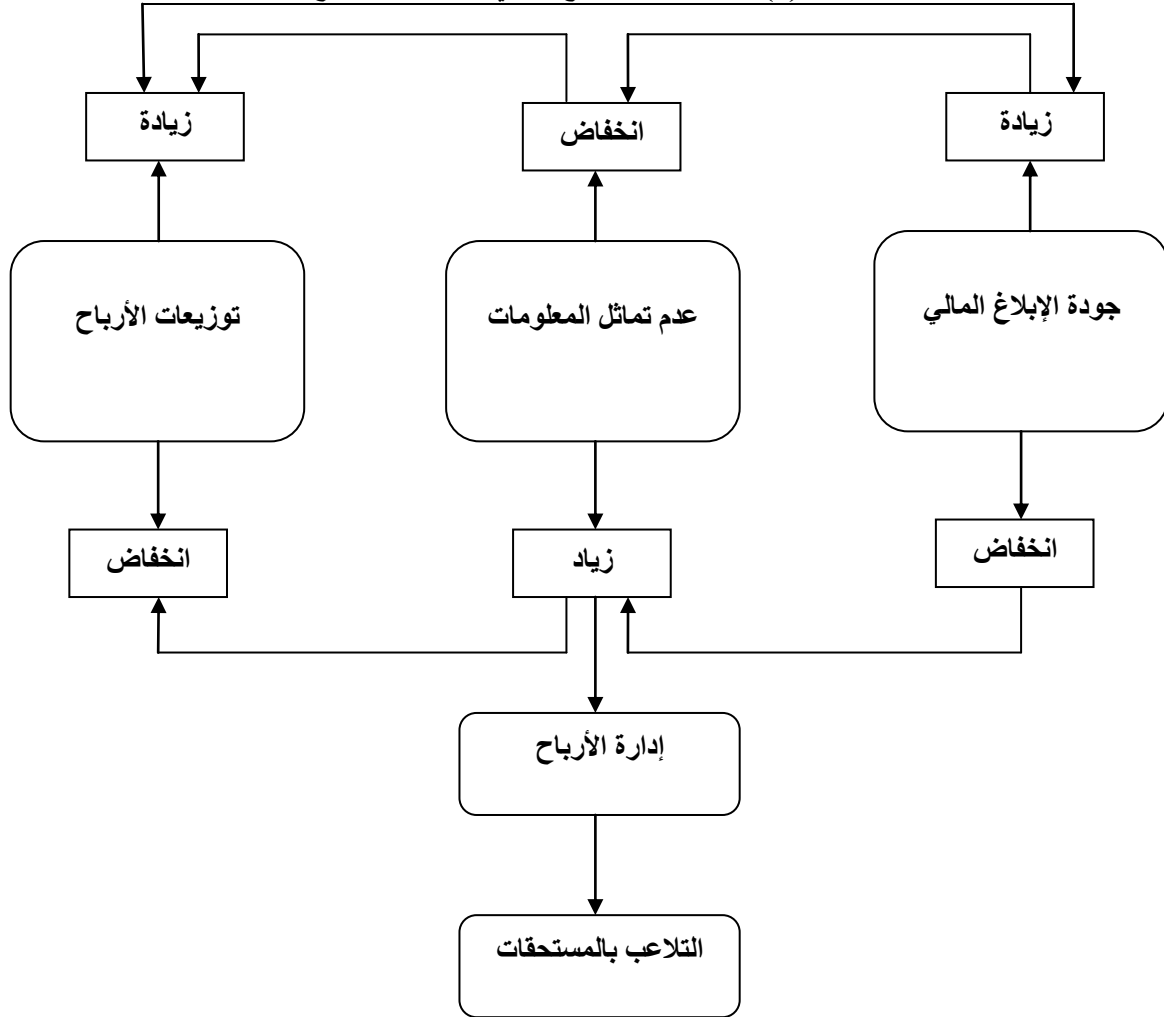 زيادة
انخفاض
زيادة
جودة الإبلاغ المالي
عدم تماثل المعلومات
توزيعات الأرباح
انخفاض
زياد
انخفاض
إدارة الأرباح
التلاعب بالمستحقات